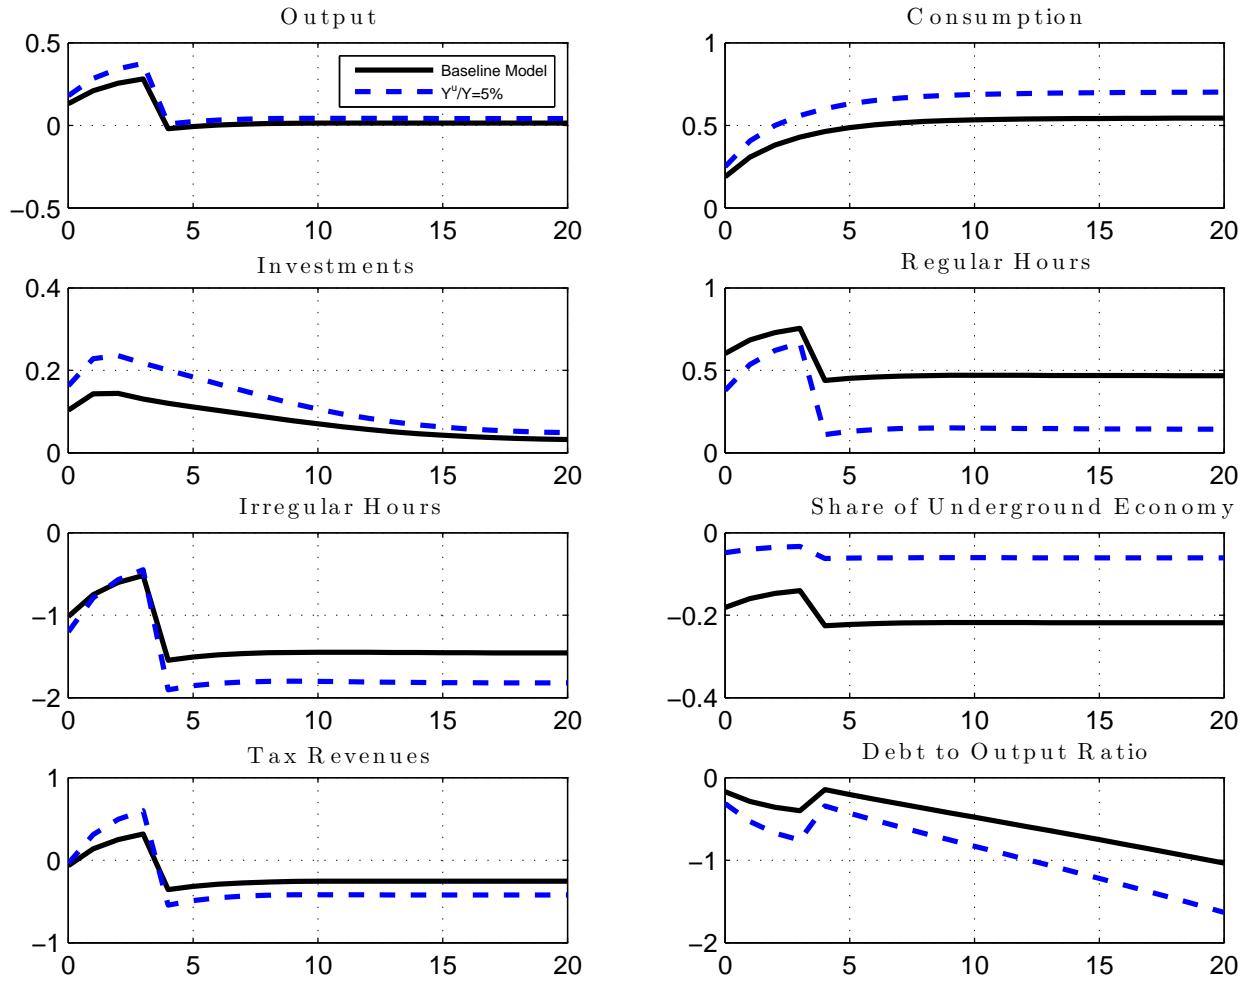 Output
0.5
0
−0.5
0 5 10 15 20
Baseline Model
Yᵘ/Y=5%
Consumption
1
0.5
0
0 5 10 15 20
Investments
0.4
0.2
0
0 5 10 15 20
Regular Hours
1
0.5
0
0 5 10 15 20
Irregular Hours
0
−1
−2
0 5 10 15 20
Share of Underground Economy
0
−0.2
−0.4
0 5 10 15 20
Tax Revenues
1
0
−1
0 5 10 15 20
Debt to Output Ratio
0
−1
−2
0 5 10 15 20